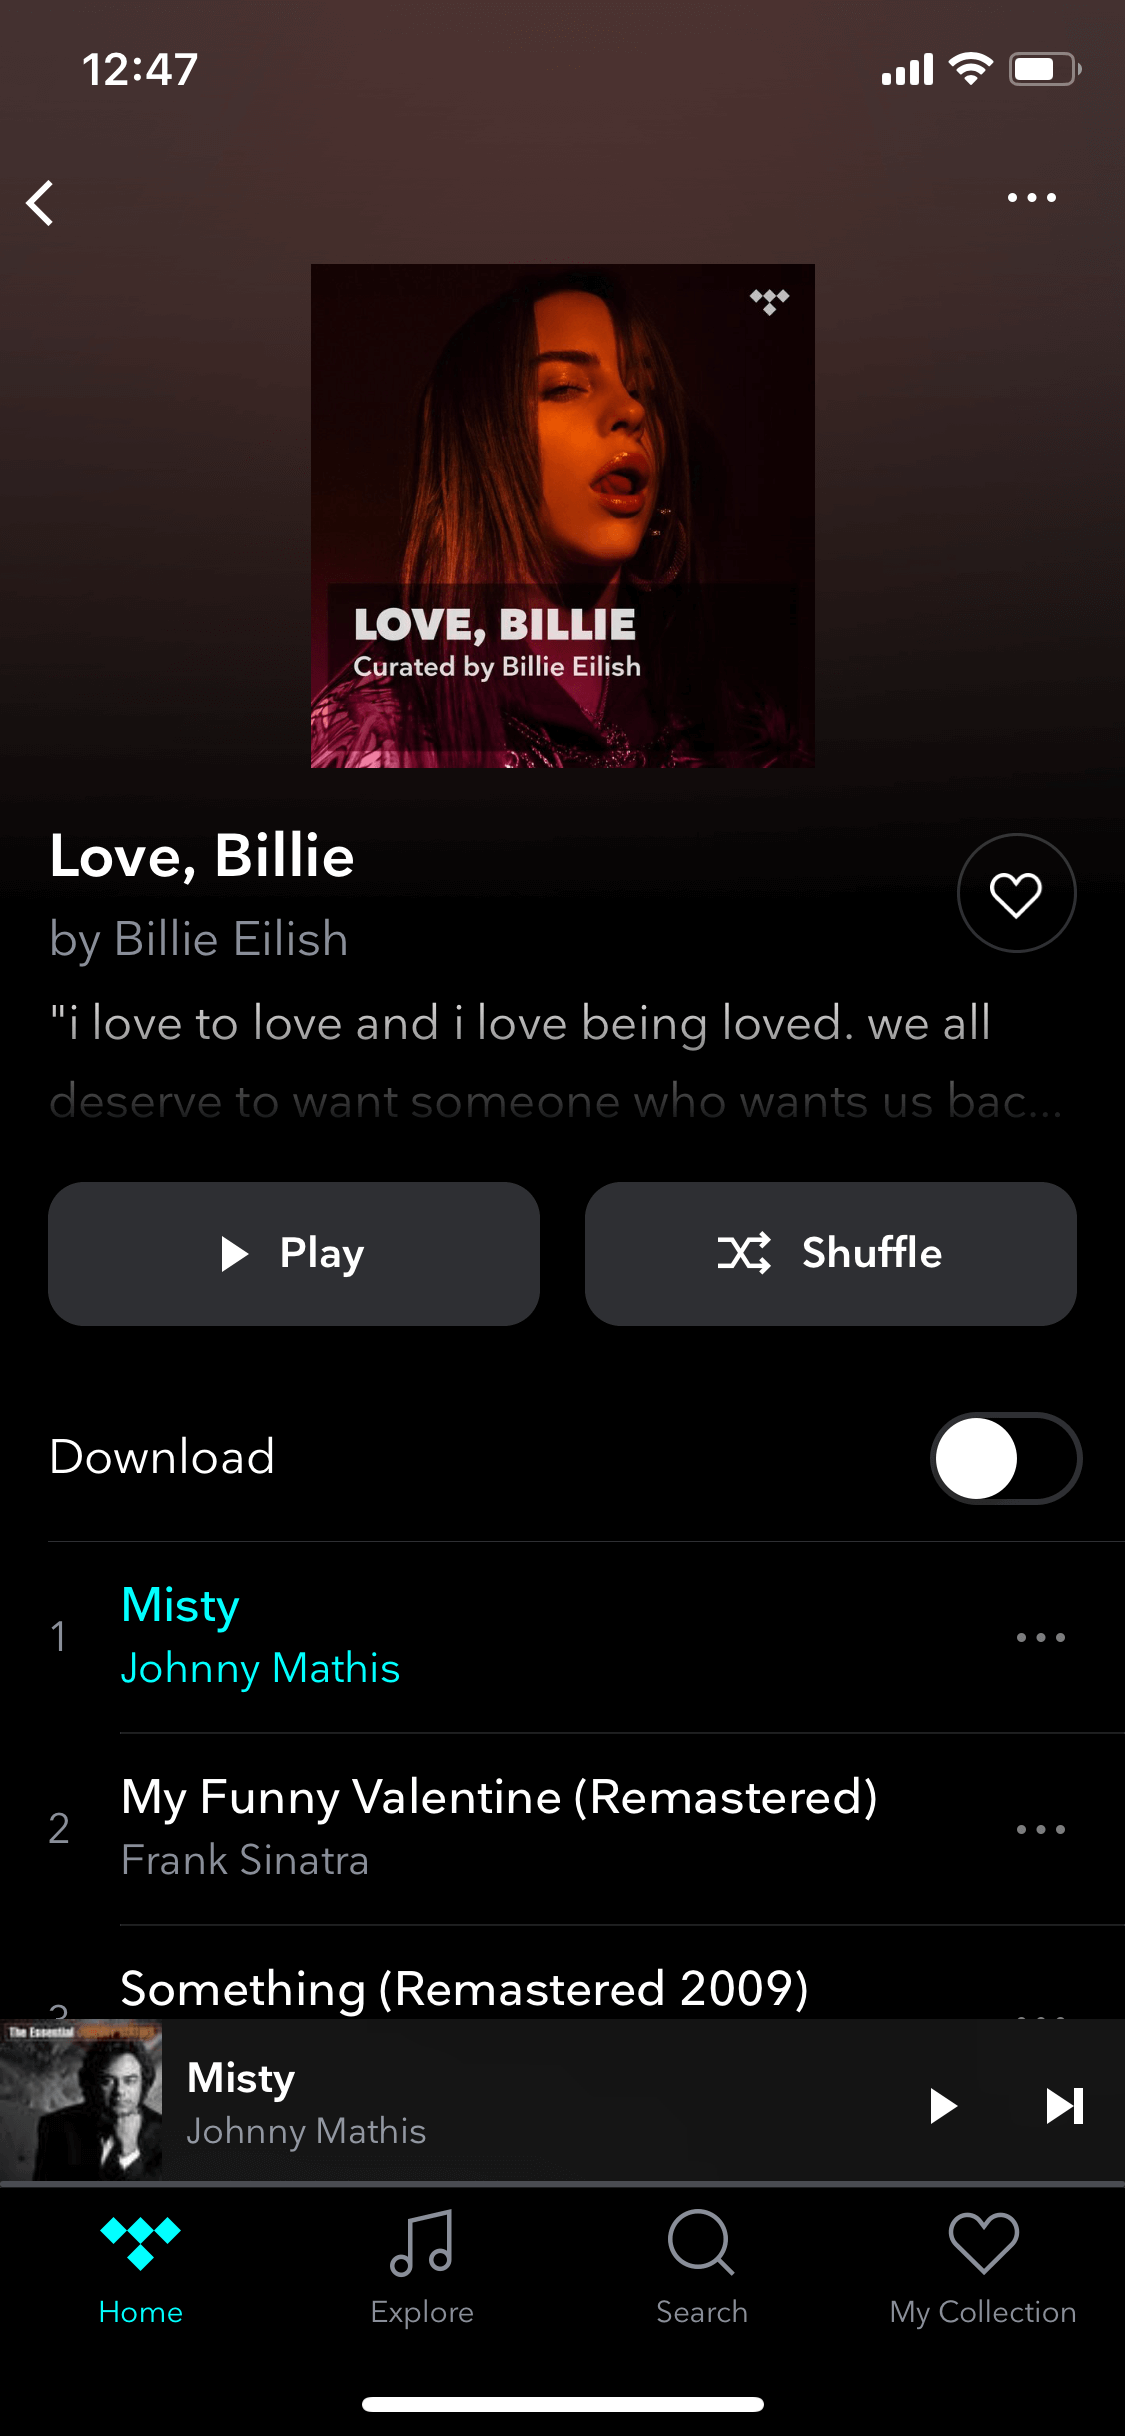 12:47
LOVE, BILLIE
Curated by Billie Eilish
Love, Billie
by Billie Eilish
"i love to love and i love being loved. we all
deserve to want someone who wants us bac...
Play
Shuffle
Download
1
Misty
Johnny Mathis
2
My Funny Valentine (Remastered)
Frank Sinatra
3
Something (Remastered 2009)
The Essential
Misty
Johnny Mathis
Home
Explore
Search
My Collection